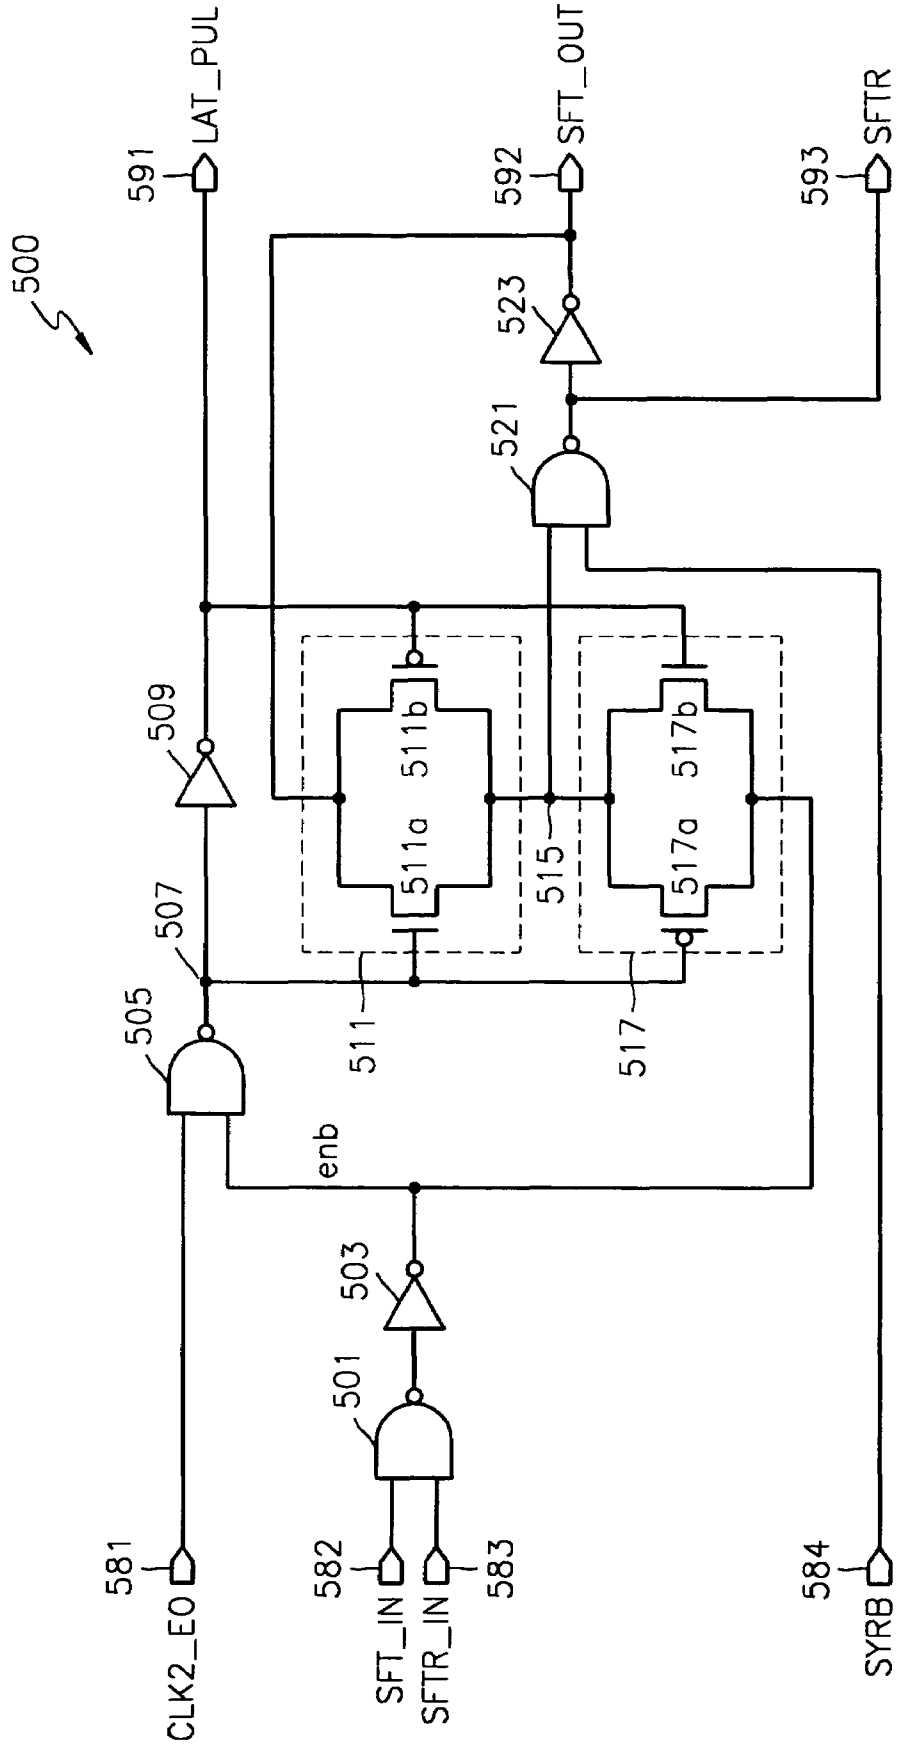 500
CLK2_EO
581
505
507
509
591
LAT_PUL
enb
SFT_IN
582
SFTR_IN
583
501
503
511
511a
511b
515
517
517a
517b
521
523
592
SFT_OUT
593
SFTR
SYRB
584